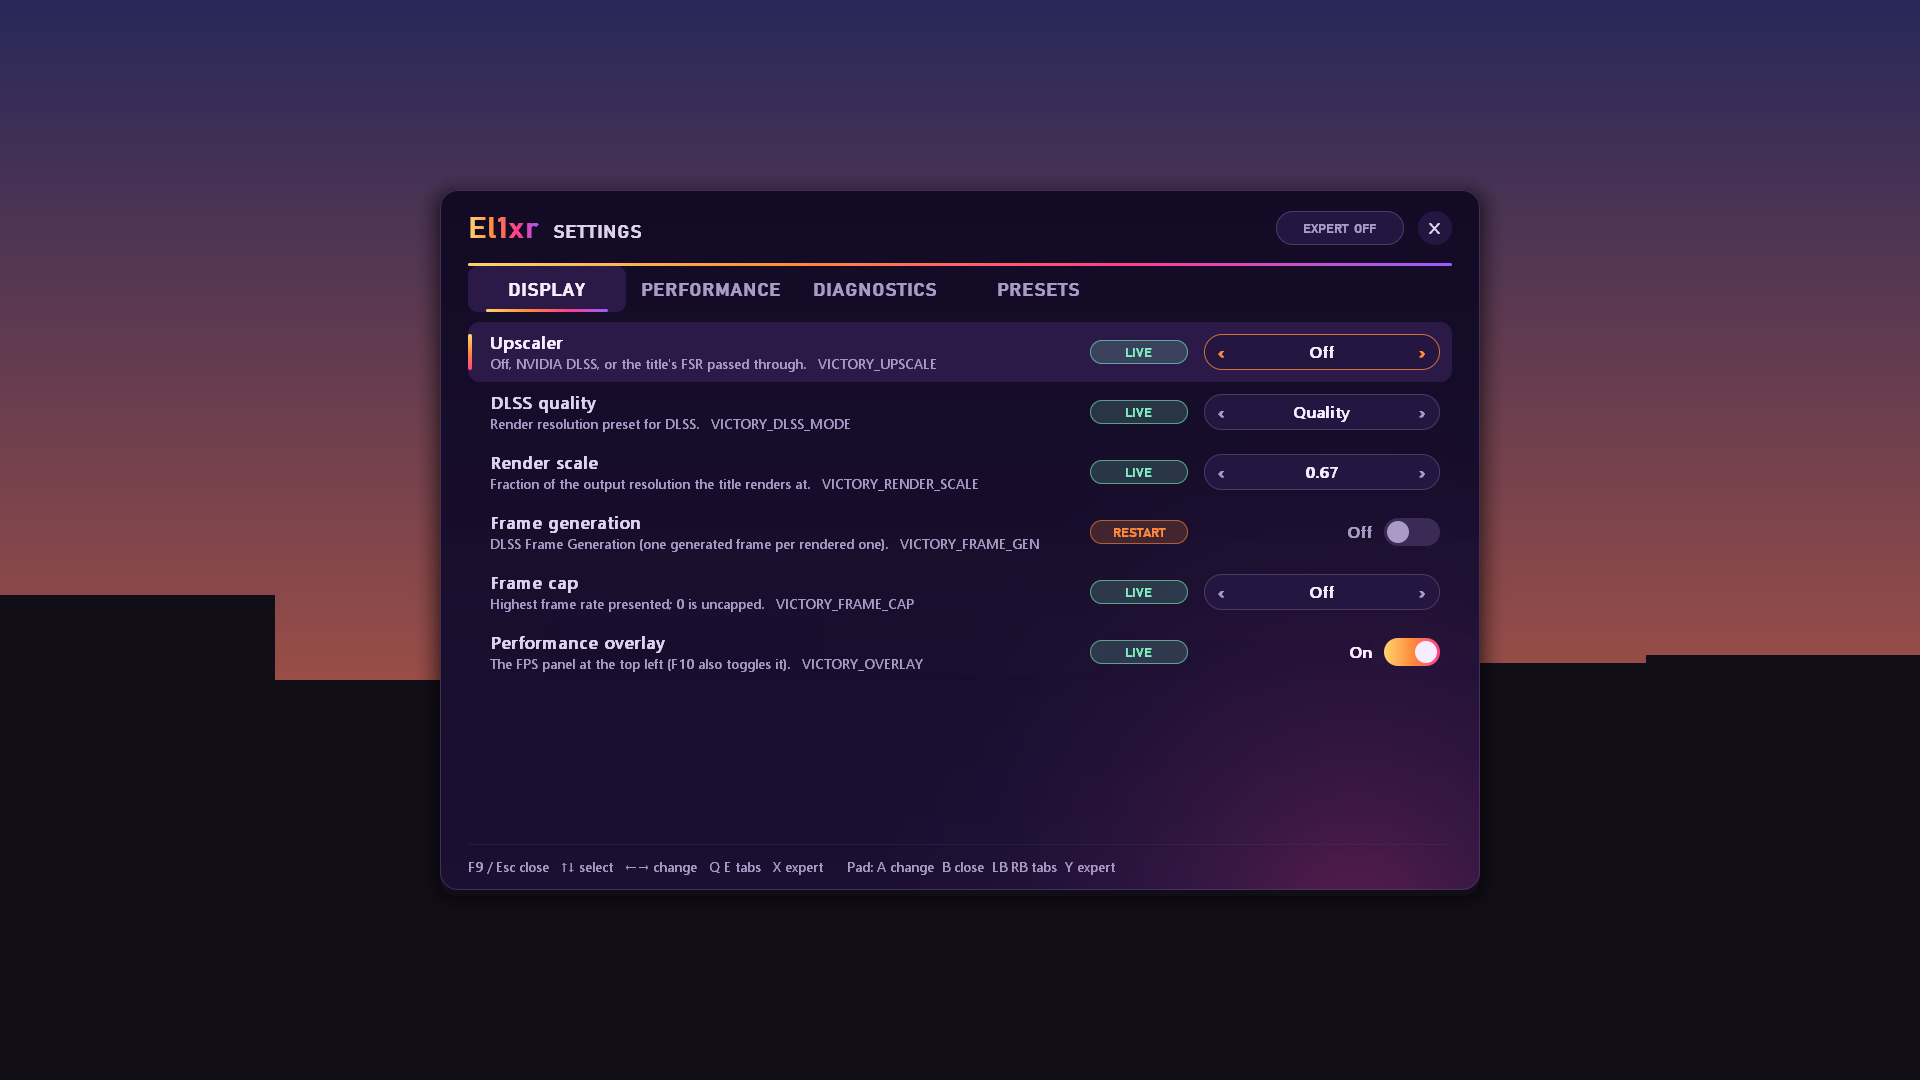 El1xr SETTINGS EXPERT OFF X
DISPLAY PERFORMANCE DIAGNOSTICS PRESETS
Upscaler
Off, NVIDIA DLSS, or the title's FSR passed through. VICTORY_UPSCALE
LIVE ‹ Off ›
DLSS quality
Render resolution preset for DLSS. VICTORY_DLSS_MODE
LIVE ‹ Quality ›
Render scale
Fraction of the output resolution the title renders at. VICTORY_RENDER_SCALE
LIVE ‹ 0.67 ›
Frame generation
DLSS Frame Generation (one generated frame per rendered one). VICTORY_FRAME_GEN
RESTART Off
Frame cap
Highest frame rate presented; 0 is uncapped. VICTORY_FRAME_CAP
LIVE ‹ Off ›
Performance overlay
The FPS panel at the top left (F10 also toggles it). VICTORY_OVERLAY
LIVE On
F9 / Esc close ↑↓ select ←→ change Q E tabs X expert Pad: A change B close LB RB tabs Y expert